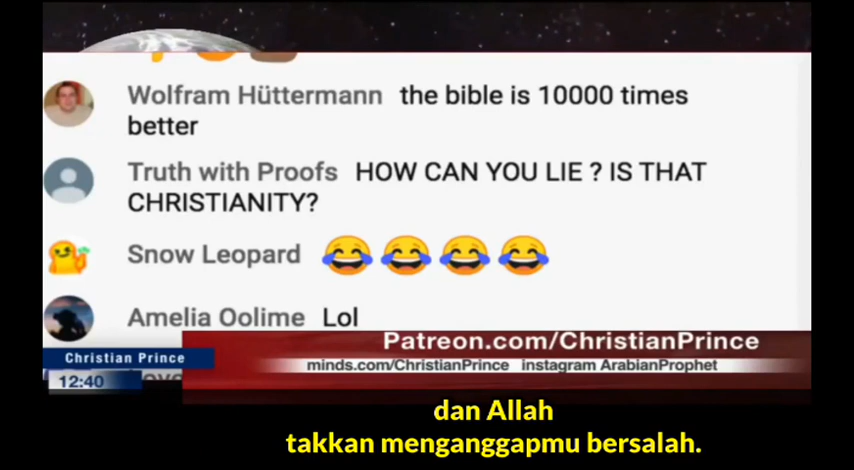 Wolfram Hüttermann the bible is 10000 times
better
Truth with Proofs HOW CAN YOU LIE ? IS THAT
CHRISTIANITY?
Snow Leopard 😂😂😂😂
Amelia Oolime Lol
Patreon.com/ChristianPrince
Christian Prince
minds.com/ChristianPrince instagram ArabianProphet
12:40
dan Allah
takkan menganggapmu bersalah.